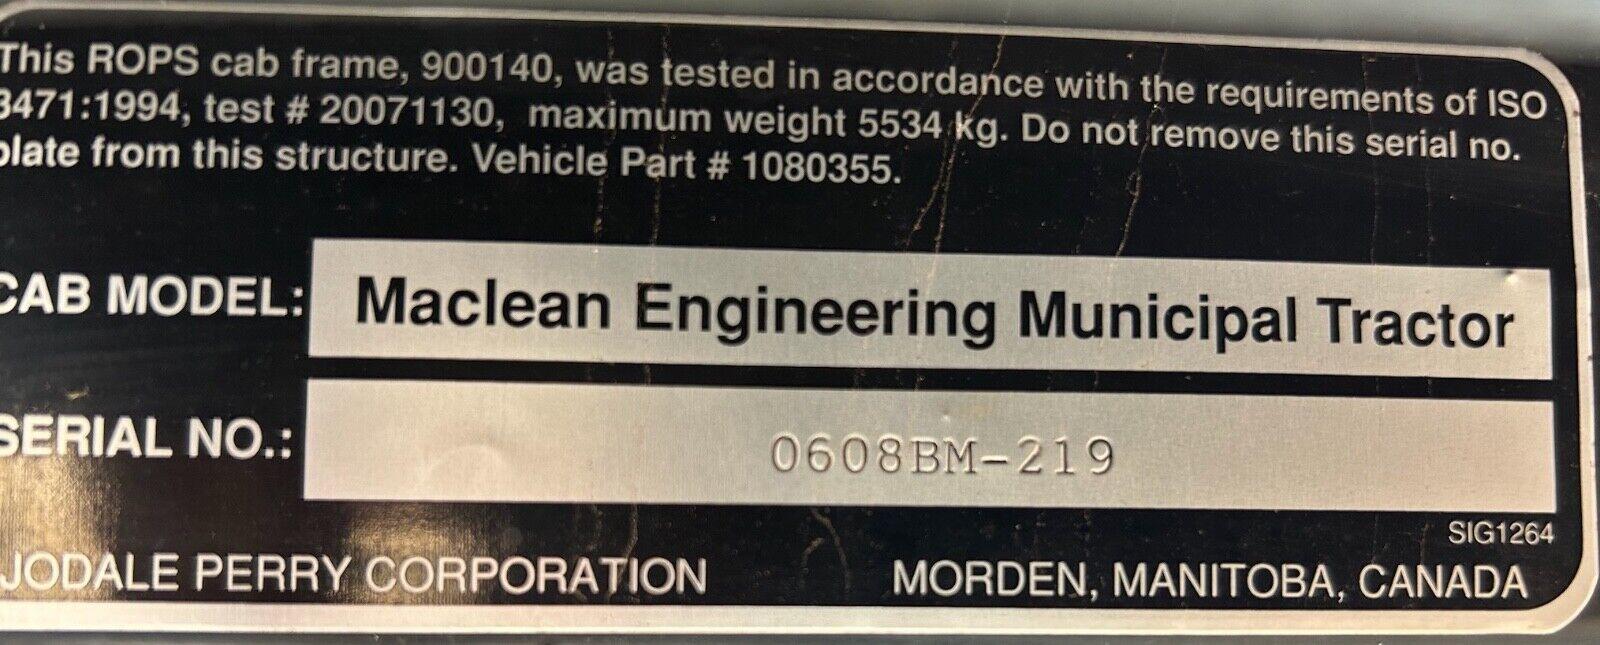 This ROPS cab frame, 900140, was tested in accordance with the requirements of ISO
3471:1994, test # 20071130, maximum weight 5534 kg. Do not remove this serial no.
plate from this structure. Vehicle Part # 1080355.
CAB MODEL: Maclean Engineering Municipal Tractor
SERIAL NO.: 0608BM-219
SIG1264
JODALE PERRY CORPORATION MORDEN, MANITOBA, CANADA